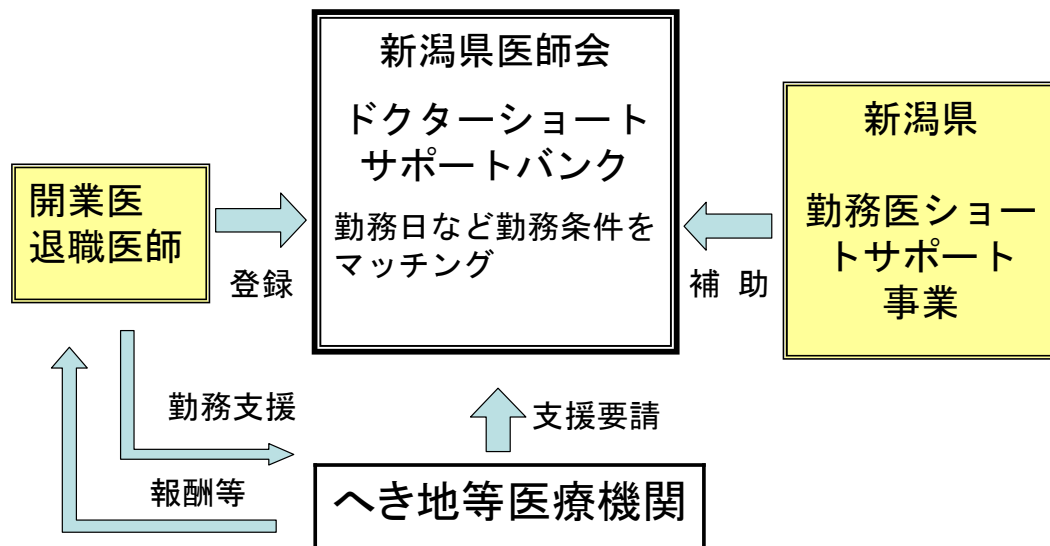 新潟県医師会
ドクターショート
サポートバンク
勤務日など勤務条件を
マッチング
新潟県
勤務医ショー
トサポート
事業
開業医
退職医師
登録
補 助
勤務支援
支援要請
報酬等
へき地等医療機関